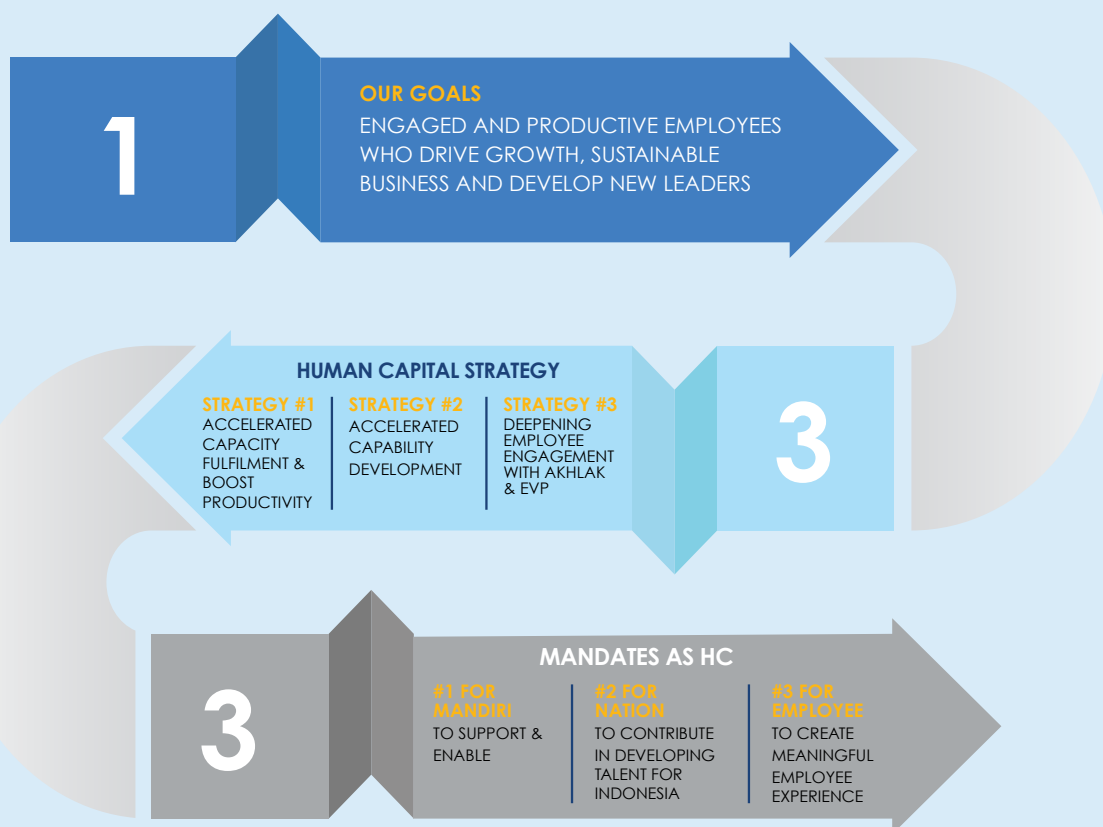 1
OUR GOALS
ENGAGED AND PRODUCTIVE EMPLOYEES
WHO DRIVE GROWTH, SUSTAINABLE
BUSINESS AND DEVELOP NEW LEADERS
HUMAN CAPITAL STRATEGY
STRATEGY #1
ACCELERATED
CAPACITY
FULFILMENT &
BOOST
PRODUCTIVITY
STRATEGY #2
ACCELERATED
CAPABILITY
DEVELOPMENT
STRATEGY #3
DEEPENING
EMPLOYEE
ENGAGEMENT
WITH AKHLAK
& EVP
3
3
MANDATES AS HC
#1 FOR
MANDIRI
TO SUPPORT &
ENABLE
#2 FOR
NATION
TO CONTRIBUTE
IN DEVELOPING
TALENT FOR
INDONESIA
#3 FOR
EMPLOYEE
TO CREATE
MEANINGFUL
EMPLOYEE
EXPERIENCE